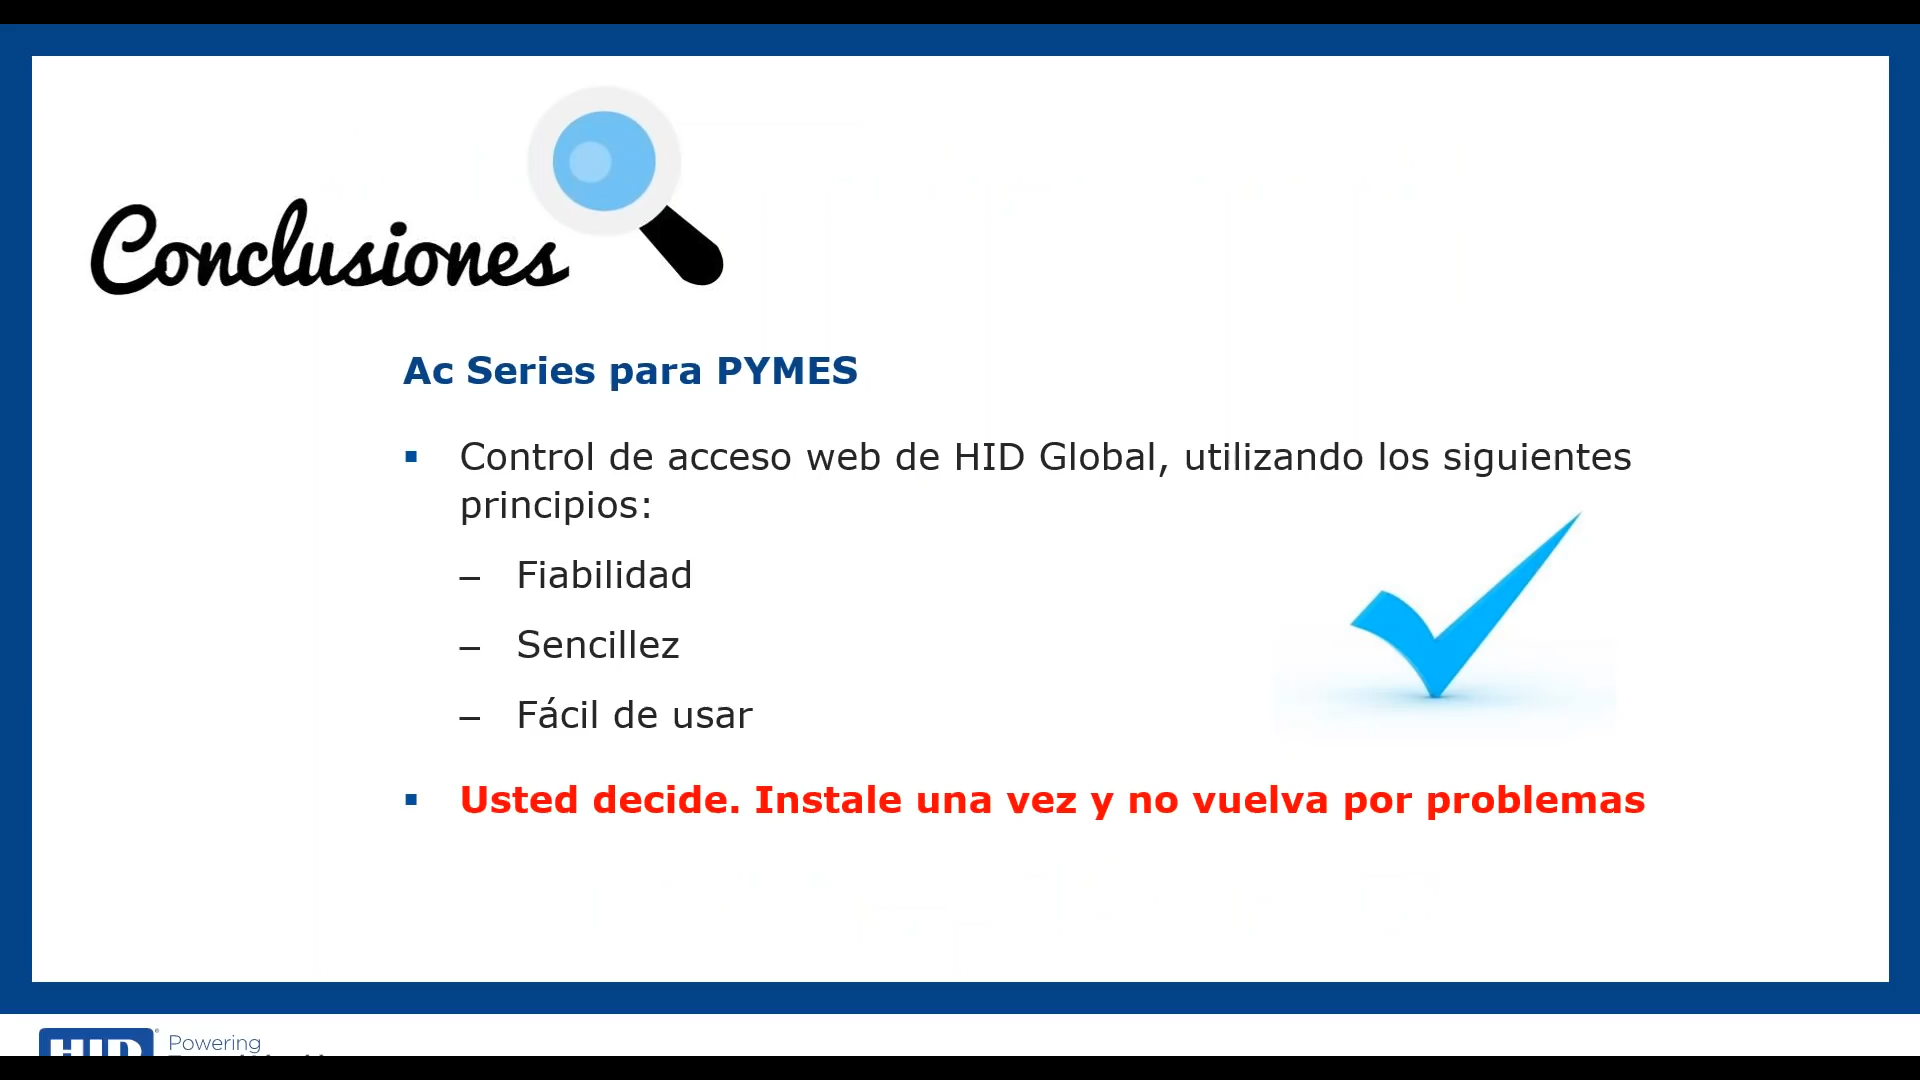 Conclusiones
Ac Series para PYMES
▪ Control de acceso web de HID Global, utilizando los siguientes
principios:
– Fiabilidad
– Sencillez
– Fácil de usar
▪ Usted decide. Instale una vez y no vuelva por problemas
HID® Powering